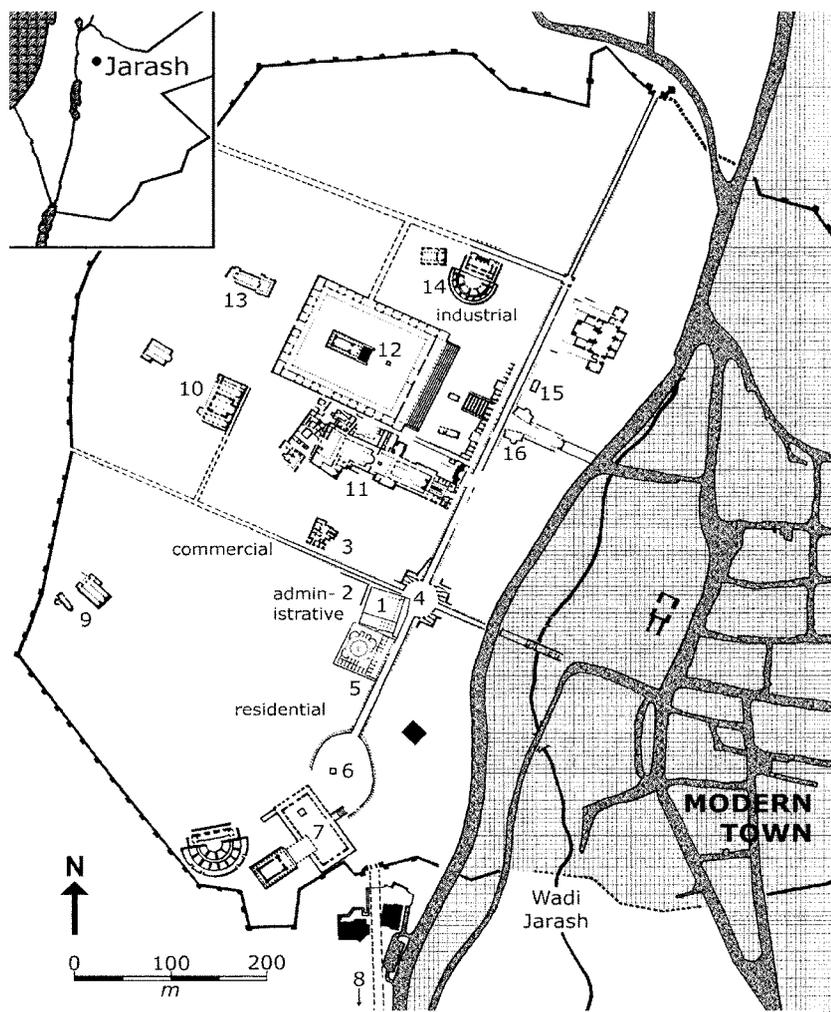 Jarash
14
industrial
13
12
15
10
16
11
3
commercial
admin- 2
istrative
1
4
9
5
residential
6
MODERN
TOWN
7
N
Wadi
Jarash
0 100 200
m
8